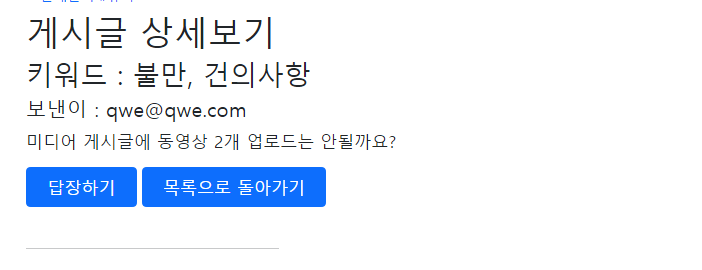 게시글 상세보기
키워드 : 불만, 건의사항
보낸이 : qwe@qwe.com
미디어 게시글에 동영상 2개 업로드는 안될까요?
답장하기 목록으로 돌아가기